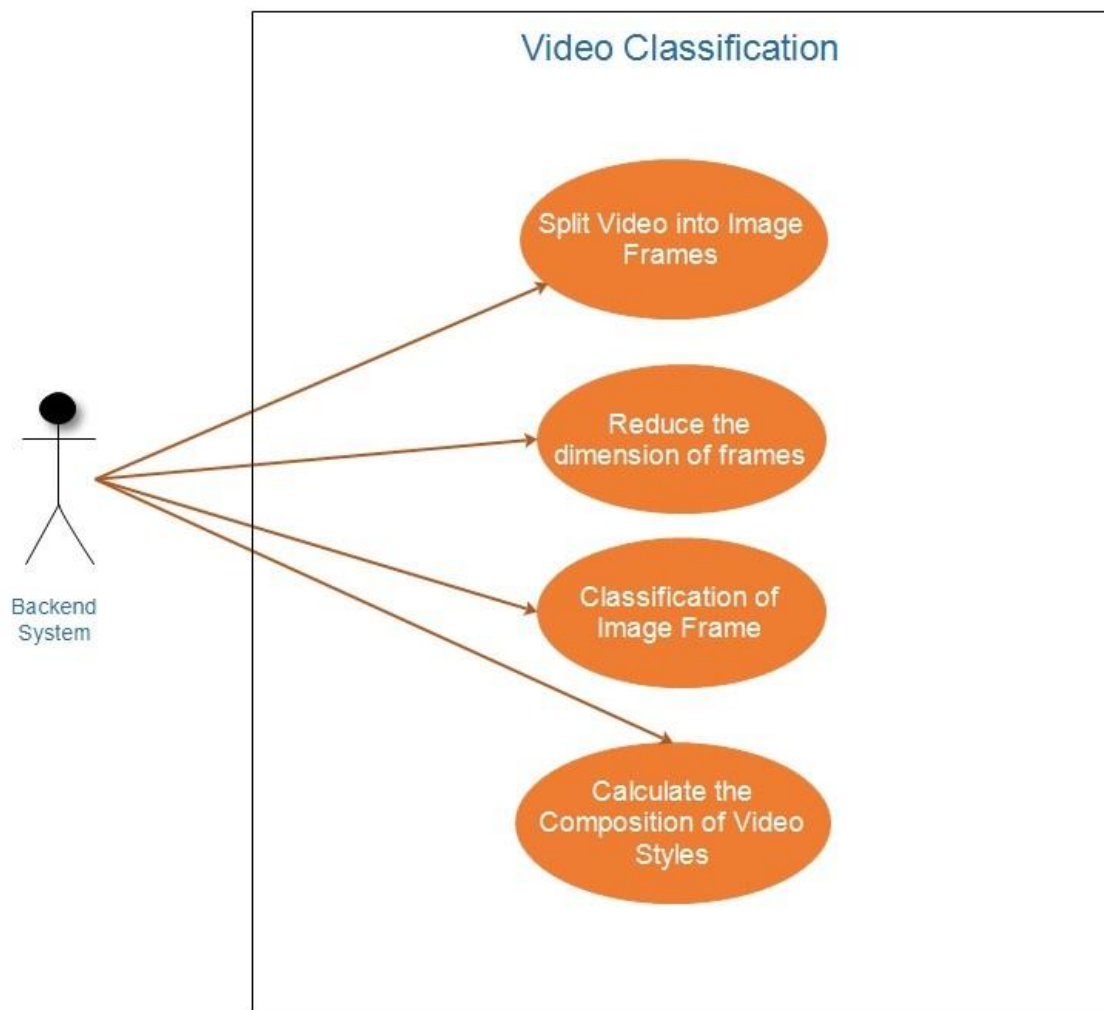 Video Classification
Split Video into Image
Frames
Reduce the
dimension of frames
Classification of
Image Frame
Backend
System
Calculate the
Composition of Video
Styles